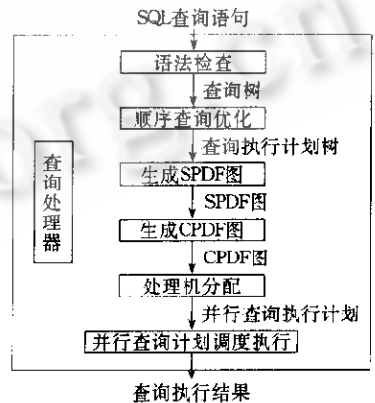 SQL查询语句
语法检查
查询树
顺序查询优化
查询执行计划树
生成SPDF图
SPDF图
生成CPDF图
CPDF图
处理机分配
并行查询执行计划
并行查询计划调度执行
查询执行结果
查询处理器